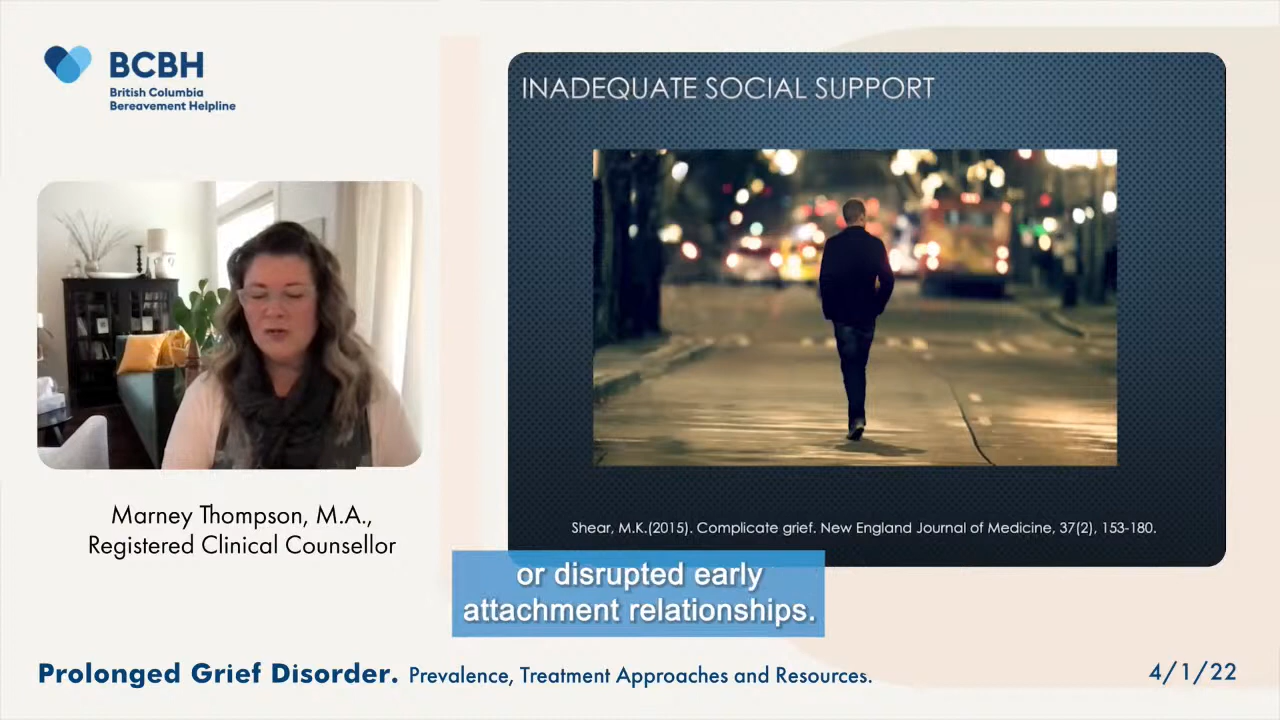 BCBH
British Columbia
Bereavement Helpline
INADEQUATE SOCIAL SUPPORT
Marney Thompson, M.A.,
Registered Clinical Counsellor
Shear, M.K.(2015). Complicate grief. New England Journal of Medicine, 37(2), 153-180.
or disrupted early
attachment relationships.
Prolonged Grief Disorder. Prevalence, Treatment Approaches and Resources.
4/1/22